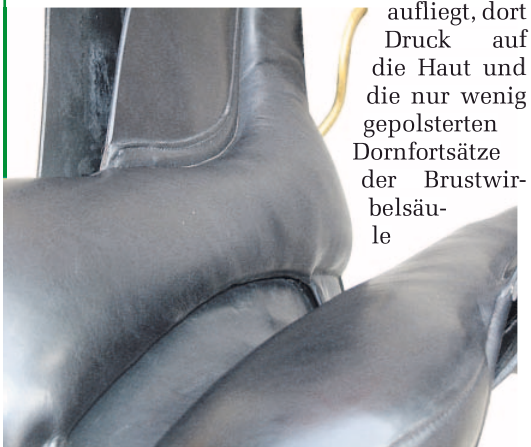 aufliegt, dort
Druck auf
die Haut und
die nur wenig
gepolsterten
Dornfortsätze
der Brustwir-
belsäu-
le